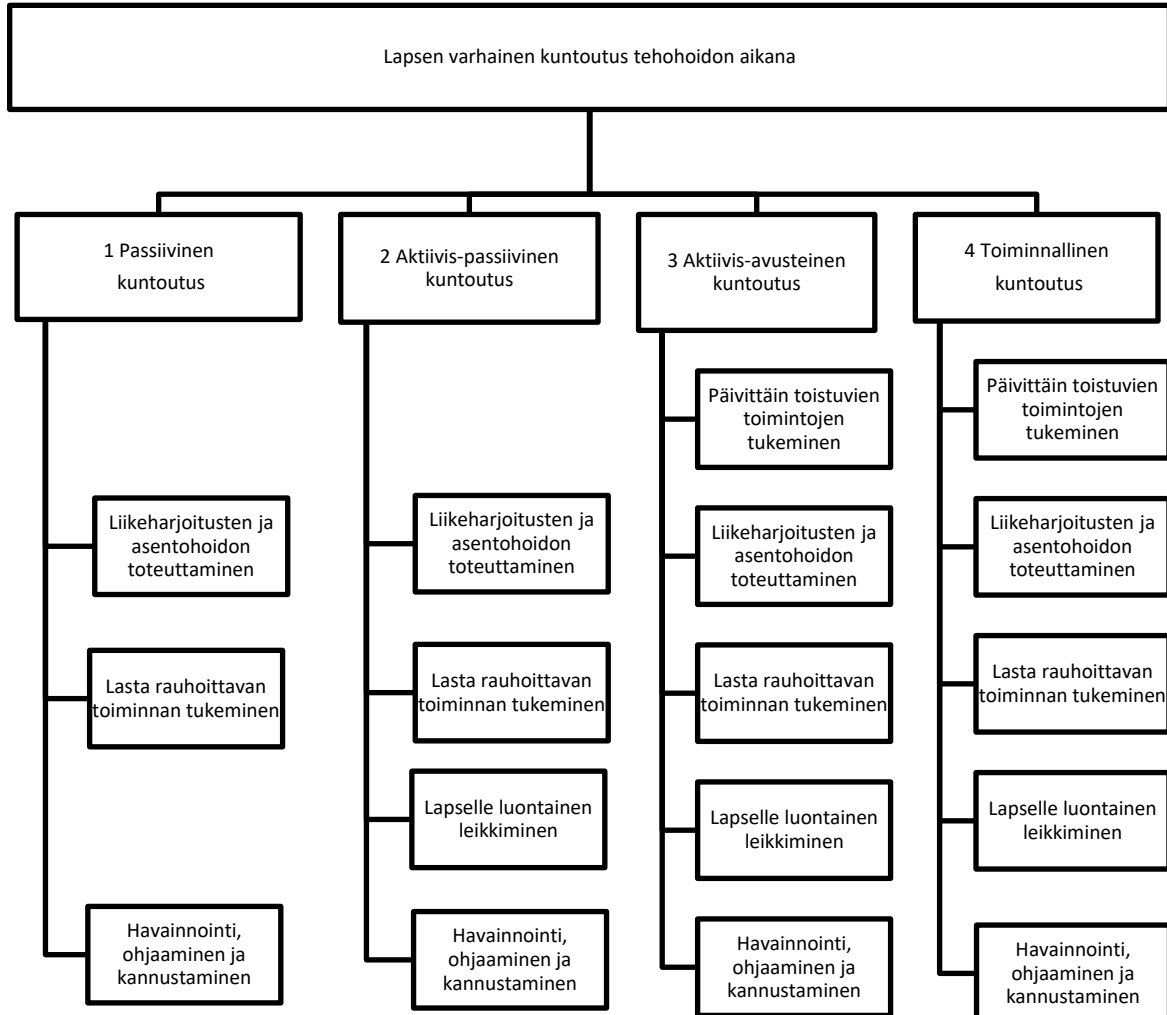 Lapsen varhainen kuntoutus tehohoidon aikana
1 Passiivinen
kuntoutus
2 Aktiivis-passiivinen
kuntoutus
3 Aktiivis-avusteinen
kuntoutus
4 Toiminnallinen
kuntoutus
Liikeharjoitusten ja
asentohoidon
toteuttaminen
Lasta rauhoittavan
toiminnan tukeminen
Havainnointi,
ohjaaminen ja
kannustaminen
Liikeharjoitusten ja
asentohoidon
toteuttaminen
Lasta rauhoittavan
toiminnan tukeminen
Lapselle luontainen
leikkiminen
Havainnointi,
ohjaaminen ja
kannustaminen
Päivittäin toistuvien
toimintojen
tukeminen
Liikeharjoitusten ja
asentohoidon
toteuttaminen
Lasta rauhoittavan
toiminnan tukeminen
Lapselle luontainen
leikkiminen
Havainnointi,
ohjaaminen ja
kannustaminen
Päivittäin toistuvien
toimintojen
tukeminen
Liikeharjoitusten ja
asentohoidon
toteuttaminen
Lasta rauhoittavan
toiminnan tukeminen
Lapselle luontainen
leikkiminen
Havainnointi,
ohjaaminen ja
kannustaminen